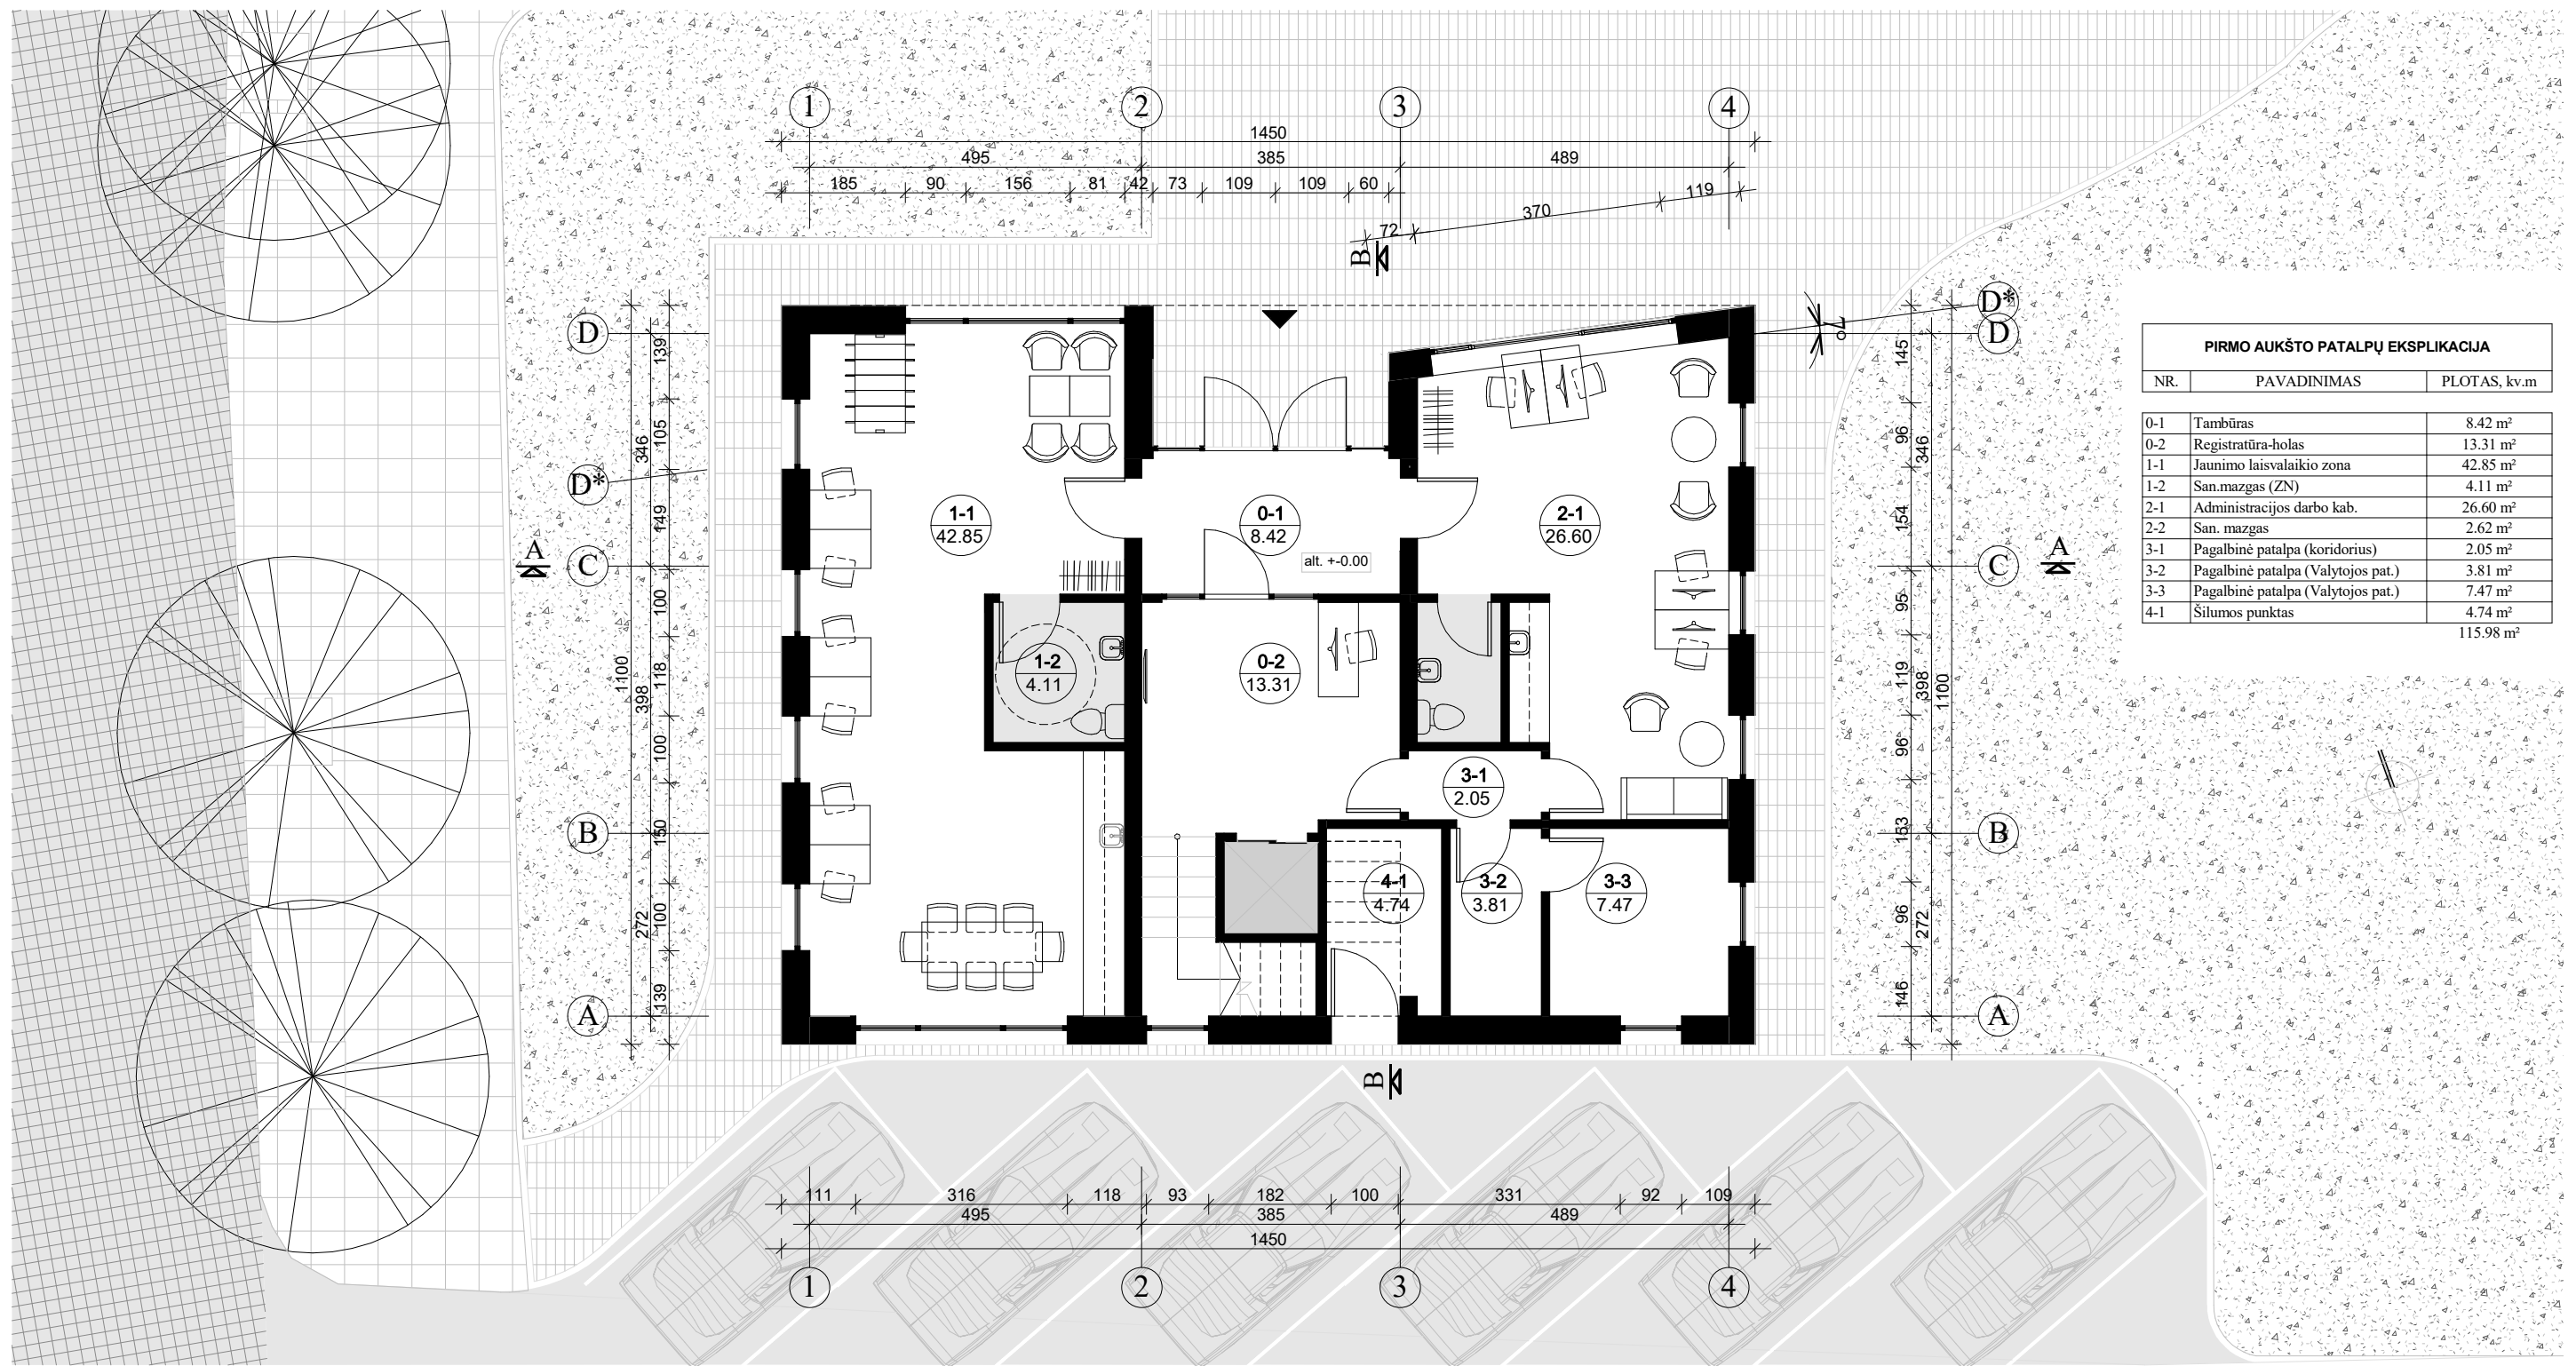 1 2 3 4
1450
495 385 489
185 90 156 81 42 73 109 109 60
72 370 119
B
D* D 7°
D
D*
A C
B
A
139 105 149 100 118 100 150 100 139
346 398 272
1100
145 96 154 95 119 96 153 96 146
346 398 272
1100
C A
B
A
1-1
42.85
0-1
8.42
alt. +-0.00
2-1
26.60
1-2
4.11
0-2
13.31
3-1
2.05
4-1
4.74
3-2
3.81
3-3
7.47
PIRMO AUKŠTO PATALPŲ EKSPLIKACIJA
NR. PAVADINIMAS PLOTAS, kv.m
0-1 Tambūras 8.42 m²
0-2 Registratūra-holas 13.31 m²
1-1 Jaunimo laisvalaikio zona 42.85 m²
1-2 San.mazgas (ZN) 4.11 m²
2-1 Administracijos darbo kab. 26.60 m²
2-2 San. mazgas 2.62 m²
3-1 Pagalbinė patalpa (koridorius) 2.05 m²
3-2 Pagalbinė patalpa (Valytojos pat.) 3.81 m²
3-3 Pagalbinė patalpa (Valytojos pat.) 7.47 m²
4-1 Šilumos punktas 4.74 m²
115.98 m²
B
111 316 118 93 182 100 331 92 109
495 385 489
1450
1 2 3 4